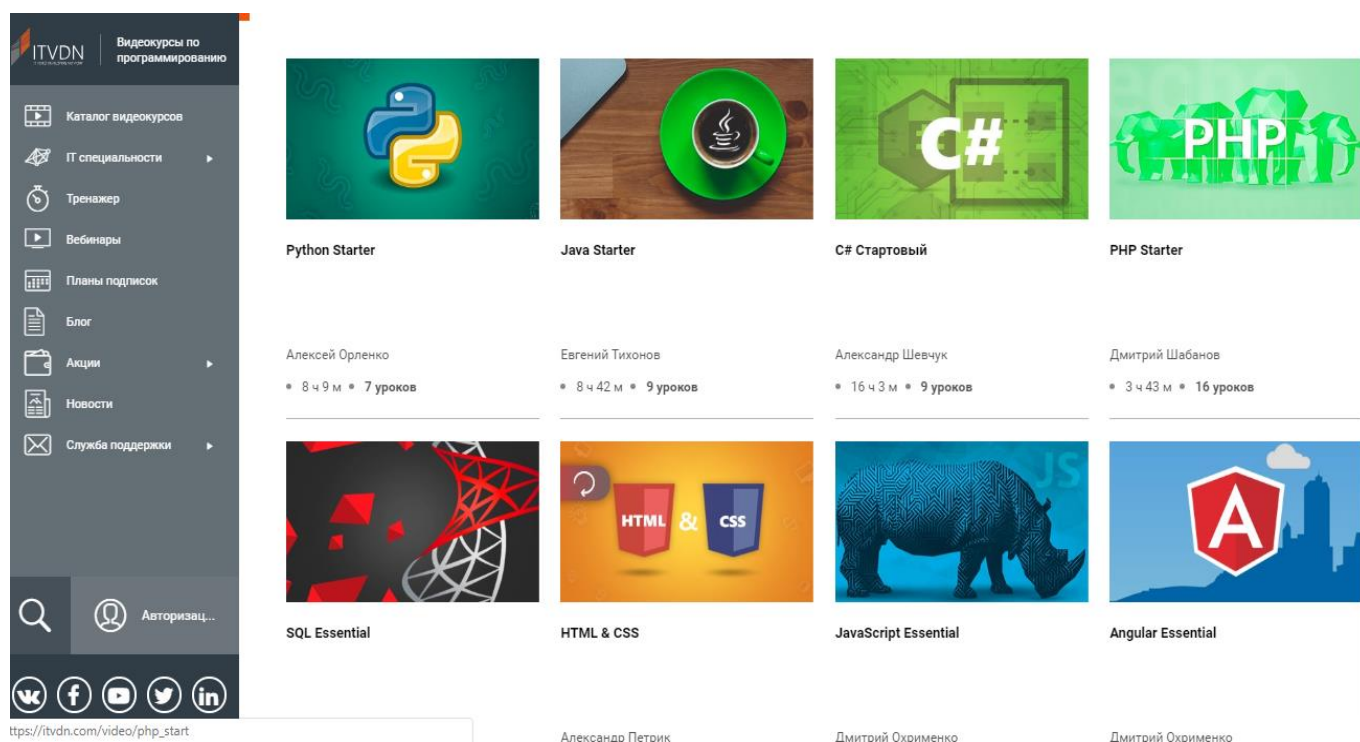 ITVDN
Видеокурсы по
программированию
Каталог видеокурсов
IT специальности
Тренажер
Вебинары
Планы подписок
Блог
Акции
Новости
Служба поддержки
Авторизац...
ttps://itvdn.com/video/php_start
C#
PHP
Python Starter
Java Starter
C# Стартовый
PHP Starter
Алексей Орленко
Евгений Тихонов
Александр Шевчук
Дмитрий Шабанов
8 ч 9 м 7 уроков
8 ч 42 м 9 уроков
16 ч 3 м 9 уроков
3 ч 43 м 16 уроков
HTML & CSS
JS
A
SQL Essential
HTML & CSS
JavaScript Essential
Angular Essential
Александр Петрик
Дмитрий Охрименко
Дмитрий Охрименко